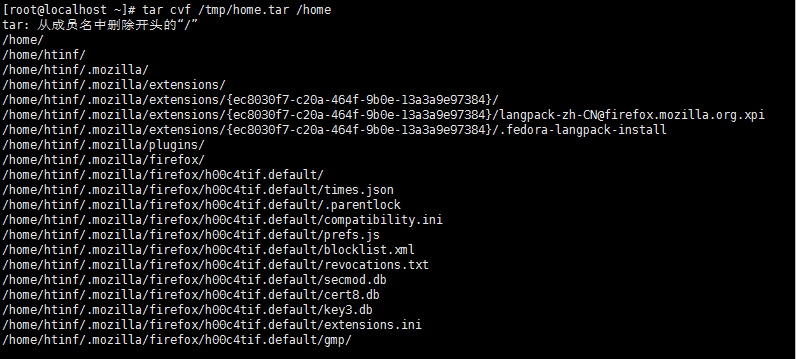 [root@localhost ~]# tar cvf /tmp/home.tar /home
tar: 从成员名中删除开头的“/”
/home/
/home/htinf/
/home/htinf/.mozilla/
/home/htinf/.mozilla/extensions/
/home/htinf/.mozilla/extensions/{ec8030f7-c20a-464f-9b0e-13a3a9e97384}/
/home/htinf/.mozilla/extensions/{ec8030f7-c20a-464f-9b0e-13a3a9e97384}/langpack-zh-CN@firefox.mozilla.org.xpi
/home/htinf/.mozilla/extensions/{ec8030f7-c20a-464f-9b0e-13a3a9e97384}/.fedora-langpack-install
/home/htinf/.mozilla/plugins/
/home/htinf/.mozilla/firefox/
/home/htinf/.mozilla/firefox/h00c4tif.default/
/home/htinf/.mozilla/firefox/h00c4tif.default/times.json
/home/htinf/.mozilla/firefox/h00c4tif.default/.parentlock
/home/htinf/.mozilla/firefox/h00c4tif.default/compatibility.ini
/home/htinf/.mozilla/firefox/h00c4tif.default/prefs.js
/home/htinf/.mozilla/firefox/h00c4tif.default/blocklist.xml
/home/htinf/.mozilla/firefox/h00c4tif.default/revocations.txt
/home/htinf/.mozilla/firefox/h00c4tif.default/secmod.db
/home/htinf/.mozilla/firefox/h00c4tif.default/cert8.db
/home/htinf/.mozilla/firefox/h00c4tif.default/key3.db
/home/htinf/.mozilla/firefox/h00c4tif.default/extensions.ini
/home/htinf/.mozilla/firefox/h00c4tif.default/gmp/